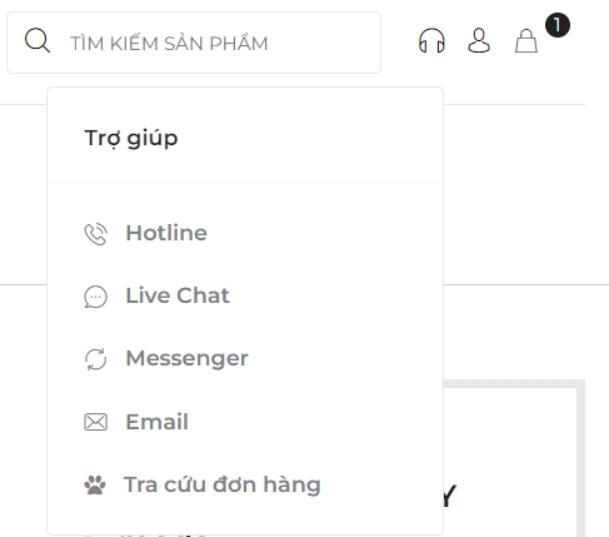 TÌM KIẾM SẢN PHẨM
1
Trợ giúp
Hotline
Live Chat
Messenger
Email
Tra cứu đơn hàng
Y